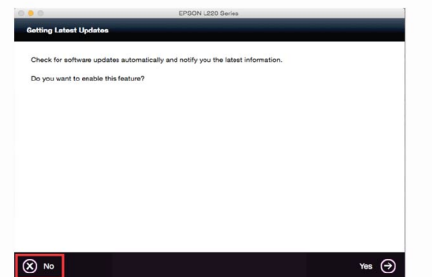 EPSON L220 Series
Getting Latest Updates
Check for software updates automatically and notify you the latest information.
Do you want to enable this feature?
No
Yes